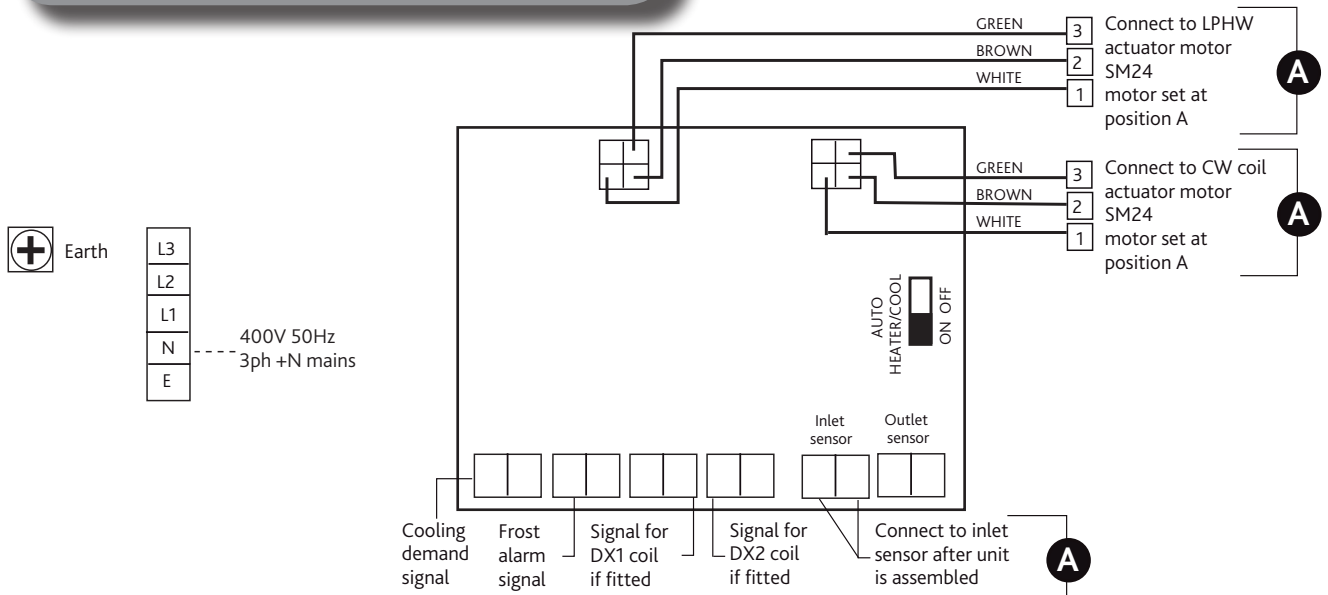 GREEN
3
BROWN
2
WHITE
1
Connect to LPHW
actuator motor
SM24
motor set at
position A
A
GREEN
3
BROWN
2
WHITE
1
Connect to CW coil
actuator motor
SM24
motor set at
position A
A
Earth
L3
L2
L1
N
E
400V 50Hz
3ph +N mains
AUTO
HEATER/COOL
ON OFF
Inlet
sensor
Outlet
sensor
Cooling
demand
signal
Frost
alarm
signal
Signal for
DX1 coil
if fitted
Signal for
DX2 coil
if fitted
Connect to inlet
sensor after unit
is assembled
A